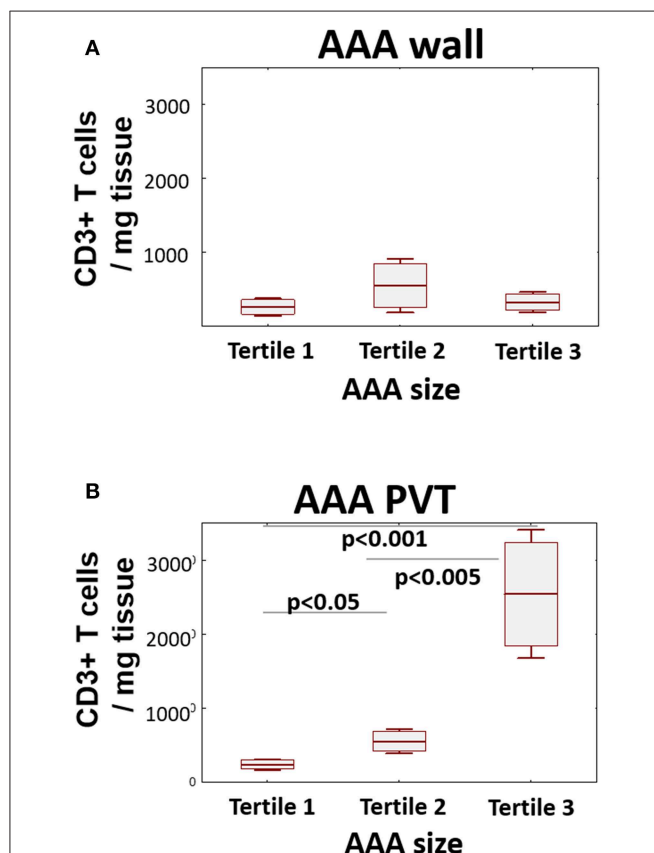 A
AAA wall
CD3+ T cells
/ mg tissue
3000
2000
1000
Tertile 1 Tertile 2 Tertile 3
AAA size
B
AAA PVT
CD3+ T cells
/ mg tissue
3000
2000
1000
0
p<0.001
p<0.005
p<0.05
Tertile 1 Tertile 2 Tertile 3
AAA size